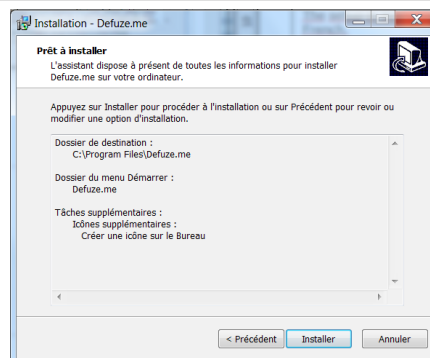 Installation - Defuze.me
Prêt à installer
L'assistant dispose à présent de toutes les informations pour installer
Defuze.me sur votre ordinateur.
Appuyez sur Installer pour procéder à l'installation ou sur Précédent pour revoir ou
modifier une option d'installation.
Dossier de destination :
C:\Program Files\Defuze.me
Dossier du menu Démarrer :
Defuze.me
Tâches supplémentaires :
Icônes supplémentaires :
Créer une icône sur le Bureau
< Précédent
Installer
Annuler